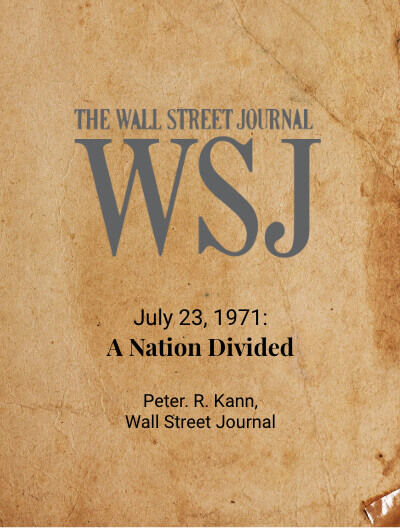 THE WALL STREET JOURNAL
WSJ
July 23, 1971:
A Nation Divided
Peter. R. Kann,
Wall Street Journal